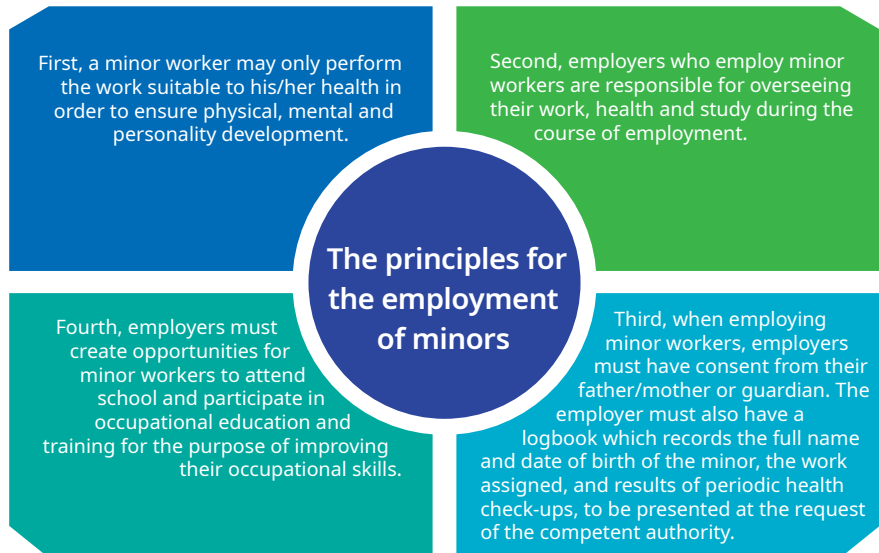 First, a minor worker may only perform
the work suitable to his/her health in
order to ensure physical, mental and
personality development.
Second, employers who employ minor
workers are responsible for overseeing
their work, health and study during the
course of employment.
The principles for
the employment
of minors
Third, when employing
minor workers, employers
must have consent from their
father/mother or guardian. The
employer must also have a
logbook which records the full name
and date of birth of the minor, the work
assigned, and results of periodic health
check-ups, to be presented at the request
of the competent authority.
Fourth, employers must
create opportunities for
minor workers to attend
school and participate in
occupational education and
training for the purpose of improving
their occupational skills.